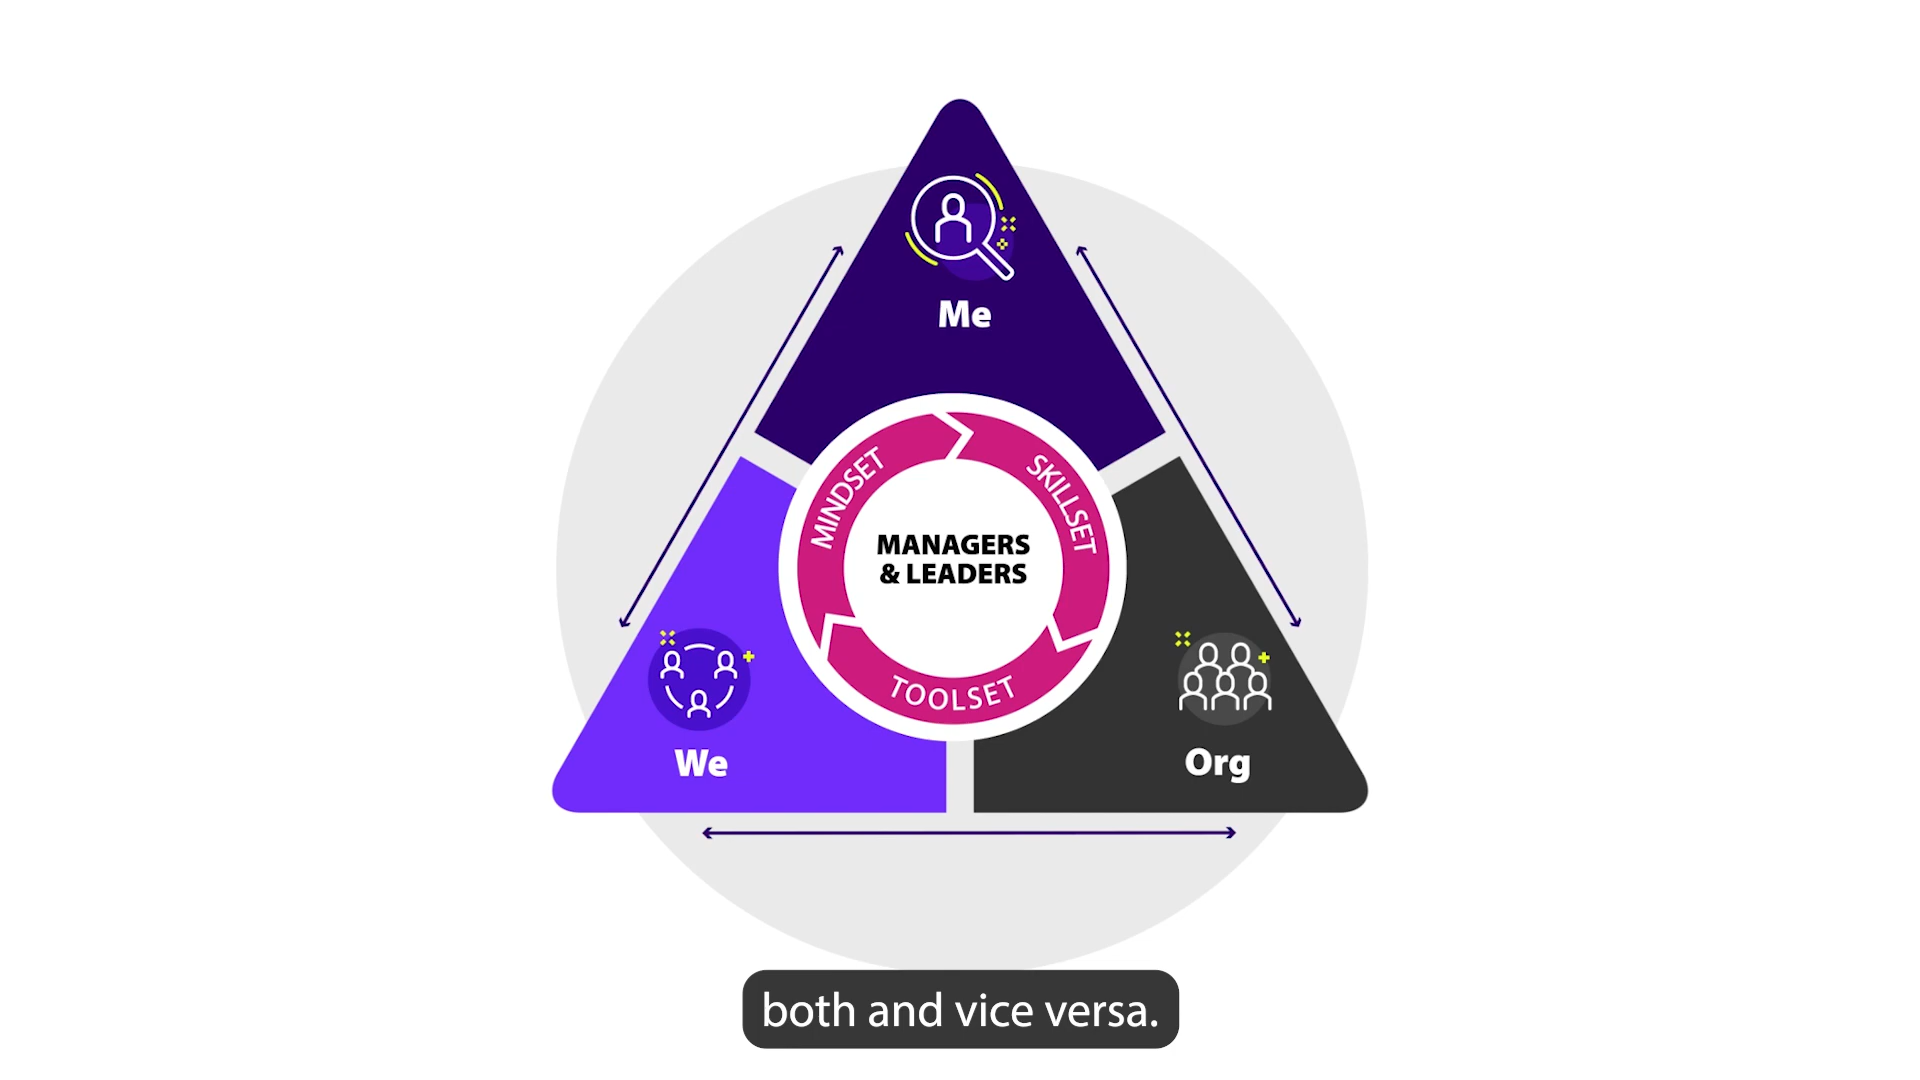 Me
MINDSET
SKILLSET
MANAGERS
& LEADERS
TOOLSET
We
Org
both and vice versa.